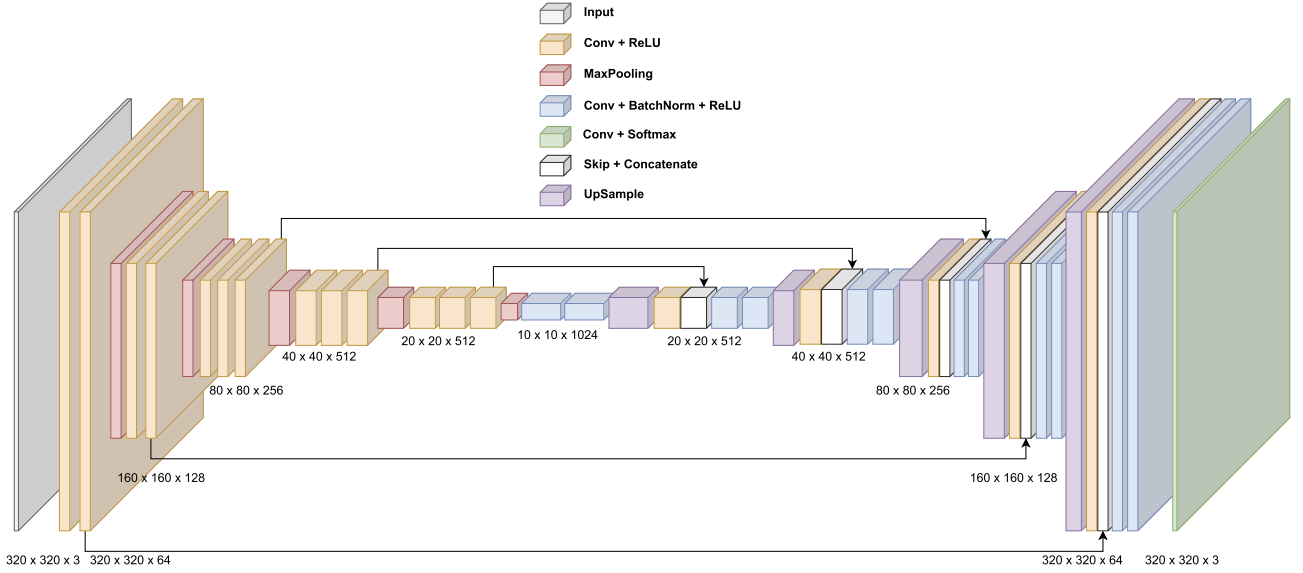 Input
Conv + ReLU
MaxPooling
Conv + BatchNorm + ReLU
Conv + Softmax
Skip + Concatenate
UpSample
10 x 10 x 1024
20 x 20 x 512
20 x 20 x 512
40 x 40 x 512
40 x 40 x 512
80 x 80 x 256
80 x 80 x 256
160 x 160 x 128
160 x 160 x 128
320 x 320 x 3
320 x 320 x 64
320 x 320 x 64
320 x 320 x 3